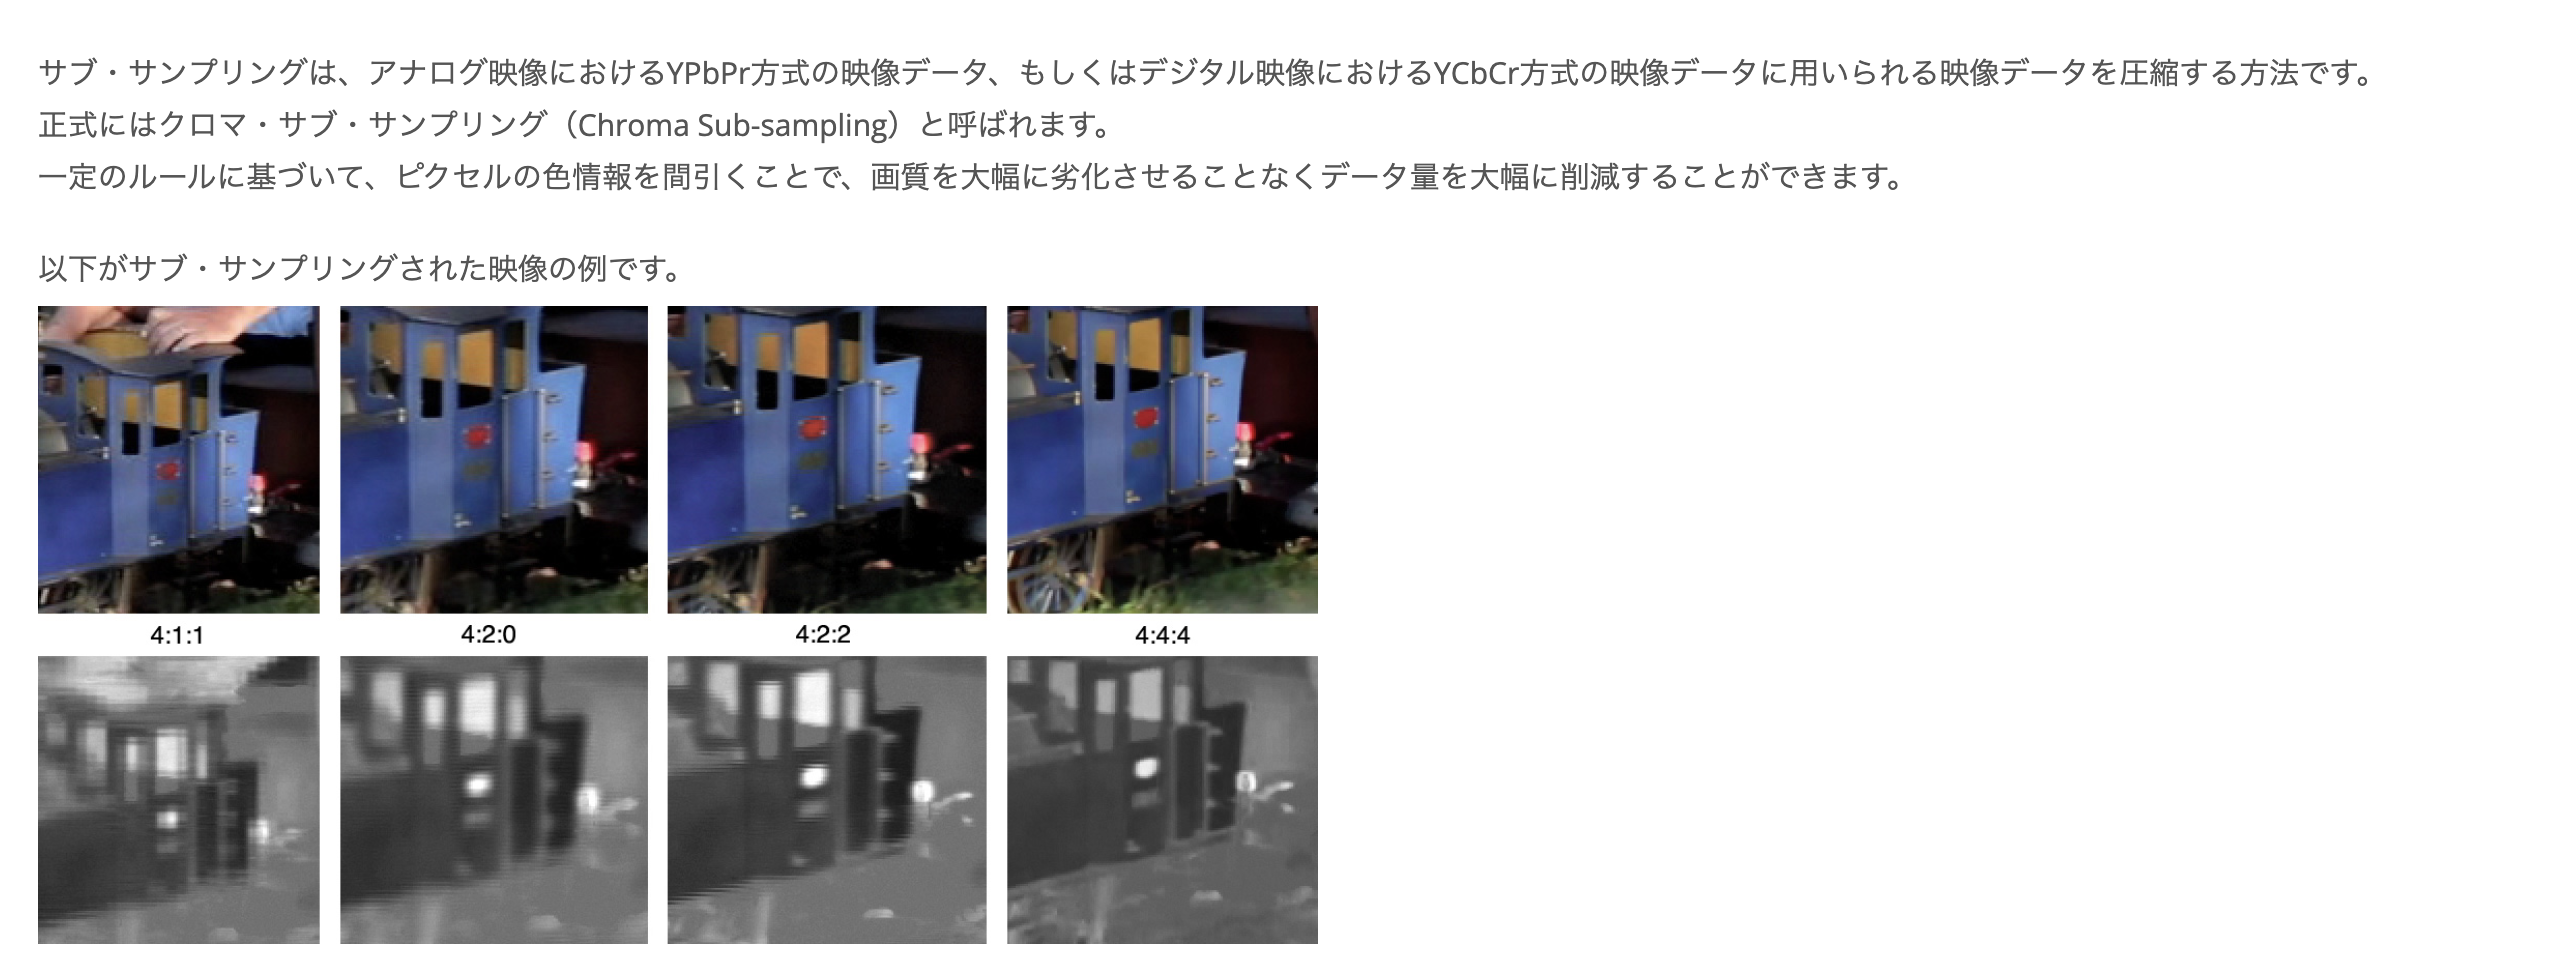 サブ・サンプリングは、アナログ映像におけるYPbPr方式の映像データ、もしくはデジタル映像におけるYCbCr方式の映像データに用いられる映像データを圧縮する方法です。
正式にはクロマ・サブ・サンプリング（Chroma Sub-sampling）と呼ばれます。
一定のルールに基づいて、ピクセルの色情報を間引くことで、画質を大幅に劣化させることなくデータ量を大幅に削減することができます。
以下がサブ・サンプリングされた映像の例です。
4:1:1
4:2:0
4:2:2
4:4:4